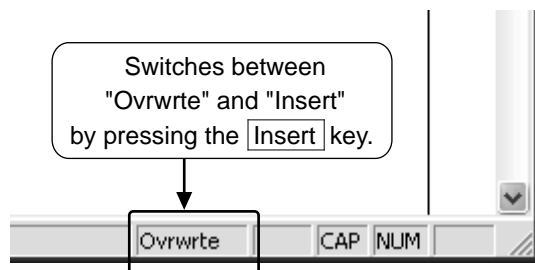 Switches between
"Ovrwrte" and "Insert"
by pressing the Insert key.
Ovrwrte CAP NUM